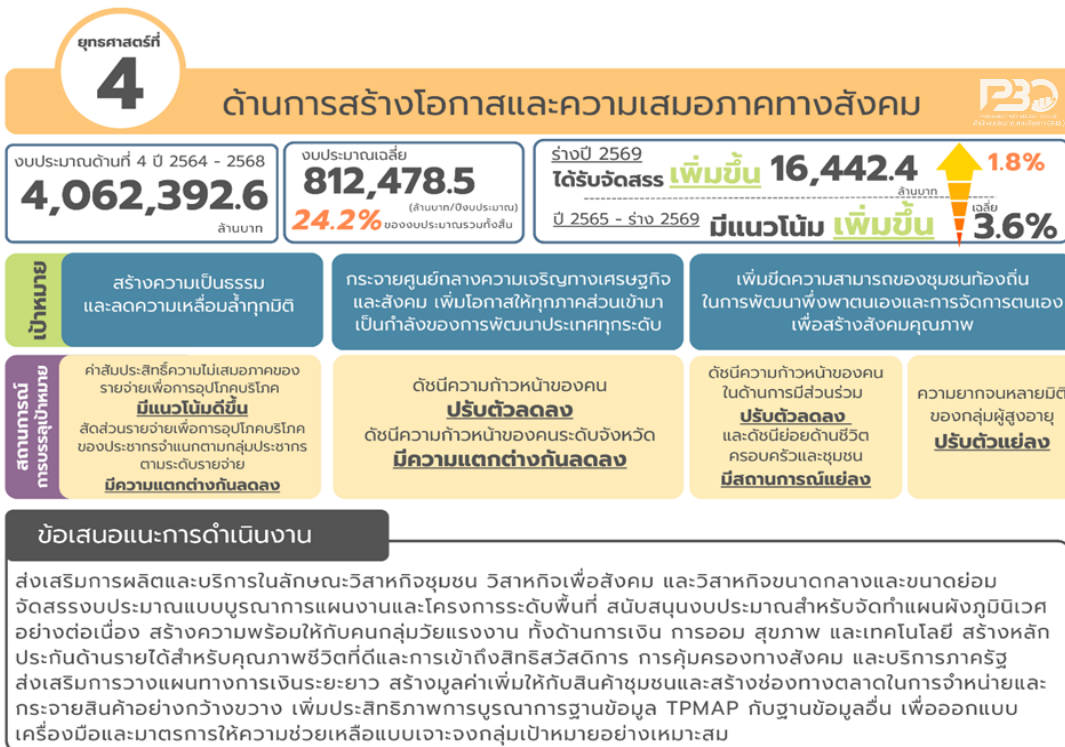 ยุทธศาสตร์ที่
4
ด้านการสร้างโอกาสและความเสมอภาคทางสังคม
PBO
งบประมาณด้านที่ 4 ปี 2564 - 2568
4,062,392.6
ล้านบาท
งบประมาณเฉลี่ย
812,478.5
(ล้านบาท/ปีงบประมาณ)
24.2% ของงบประมาณรวมทั้งสิ้น
ร่างปี 2569
ได้รับจัดสรร เพิ่มขึ้น 16,442.4
ล้านบาท
1.8%
ปี 2565 - ร่าง 2569 มีแนวโน้ม เพิ่มขึ้น
เฉลี่ย
3.6%
เป้าหมาย
สร้างความเป็นธรรม
และลดความเหลื่อมล้ำทุกมิติ
กระจายศูนย์กลางความเจริญทางเศรษฐกิจ
และสังคม เพิ่มโอกาสให้ทุกภาคส่วนเข้ามา
เป็นกำลังของการพัฒนาประเทศทุกระดับ
เพิ่มขีดความสามารถของชุมชนท้องถิ่น
ในการพัฒนาพึ่งพาตนเองและการจัดการตนเอง
เพื่อสร้างสังคมคุณภาพ
สถานการณ์
การบรรลุเป้าหมาย
ค่าสัมประสิทธิ์ความไม่เสมอภาคของ
รายจ่ายเพื่อการอุปโภคบริโภค
มีแนวโน้มดีขึ้น
สัดส่วนรายจ่ายเพื่อการอุปโภคบริโภค
ของประชากรจำแนกตามกลุ่มประชากร
ตามระดับรายจ่าย
มีความแตกต่างกันลดลง
ดัชนีความก้าวหน้าของคน
ปรับตัวลดลง
ดัชนีความก้าวหน้าของคนระดับจังหวัด
มีความแตกต่างกันลดลง
ดัชนีความก้าวหน้าของคน
ในด้านการมีส่วนร่วม
ปรับตัวลดลง
และดัชนีย่อยด้านชีวิต
ครอบครัวและชุมชน
มีสถานการณ์แย่ลง
ความยากจนหลายมิติ
ของกลุ่มผู้สูงอายุ
ปรับตัวแย่ลง
ข้อเสนอแนะการดำเนินงาน
ส่งเสริมการผลิตและบริการในลักษณะวิสาหกิจชุมชน วิสาหกิจเพื่อสังคม และวิสาหกิจขนาดกลางและขนาดย่อม
จัดสรรงบประมาณแบบบูรณาการแผนงานและโครงการระดับพื้นที่ สนับสนุนงบประมาณสำหรับจัดทำแผนผังภูมินิเวศ
อย่างต่อเนื่อง สร้างความพร้อมให้กับคนกลุ่มวัยแรงงาน ทั้งด้านการเงิน การออม สุขภาพ และเทคโนโลยี สร้างหลัก
ประกันด้านรายได้สำหรับคุณภาพชีวิตที่ดีและการเข้าถึงสิทธิสวัสดิการ การคุ้มครองทางสังคม และบริการภาครัฐ
ส่งเสริมการวางแผนทางการเงินระยะยาว สร้างมูลค่าเพิ่มให้กับสินค้าชุมชนและสร้างช่องทางตลาดในการจำหน่ายและ
กระจายสินค้าอย่างกว้างขวาง เพิ่มประสิทธิภาพการบูรณาการฐานข้อมูล TPMAP กับฐานข้อมูลอื่น เพื่อออกแบบ
เครื่องมือและมาตรการให้ความช่วยเหลือแบบเจาะจงกลุ่มเป้าหมายอย่างเหมาะสม